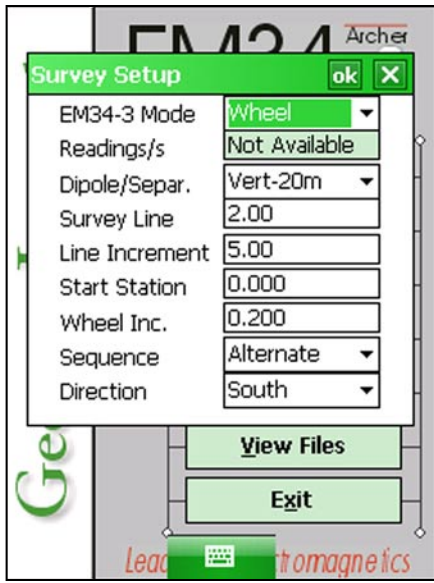 EM34
Archer
Survey Setup ok X
EM34-3 Mode Wheel
Readings/s Not Available
Dipole/Separ. Vert-20m
Survey Line 2.00
Line Increment 5.00
Start Station 0.000
Wheel Inc. 0.200
Sequence Alternate
Direction South
View Files
Exit